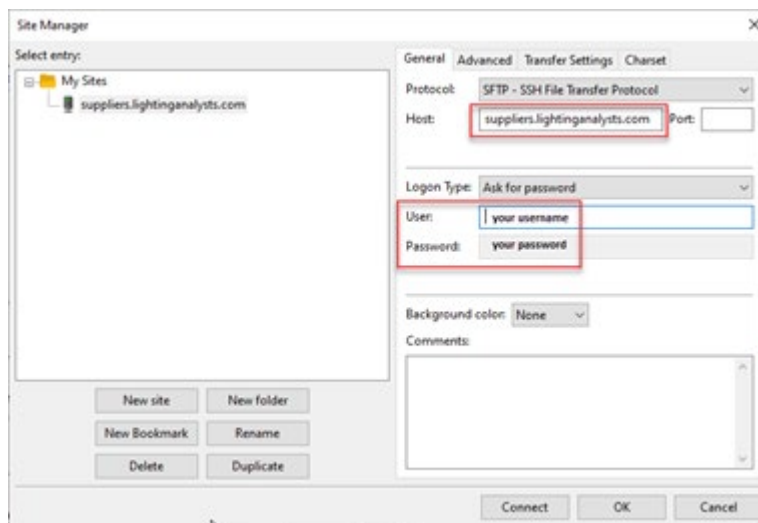 Site Manager
Select entry:
My Sites
suppliers.lightinganalysts.com
New site New folder
New Bookmark Rename
Delete Duplicate
General Advanced Transfer Settings Charset
Protocol: SFTP - SSH File Transfer Protocol
Host: suppliers.lightinganalysts.com Port:
Logon Type: Ask for password
User: your username
Password: your password
Background color: None
Comments:
Connect OK Cancel